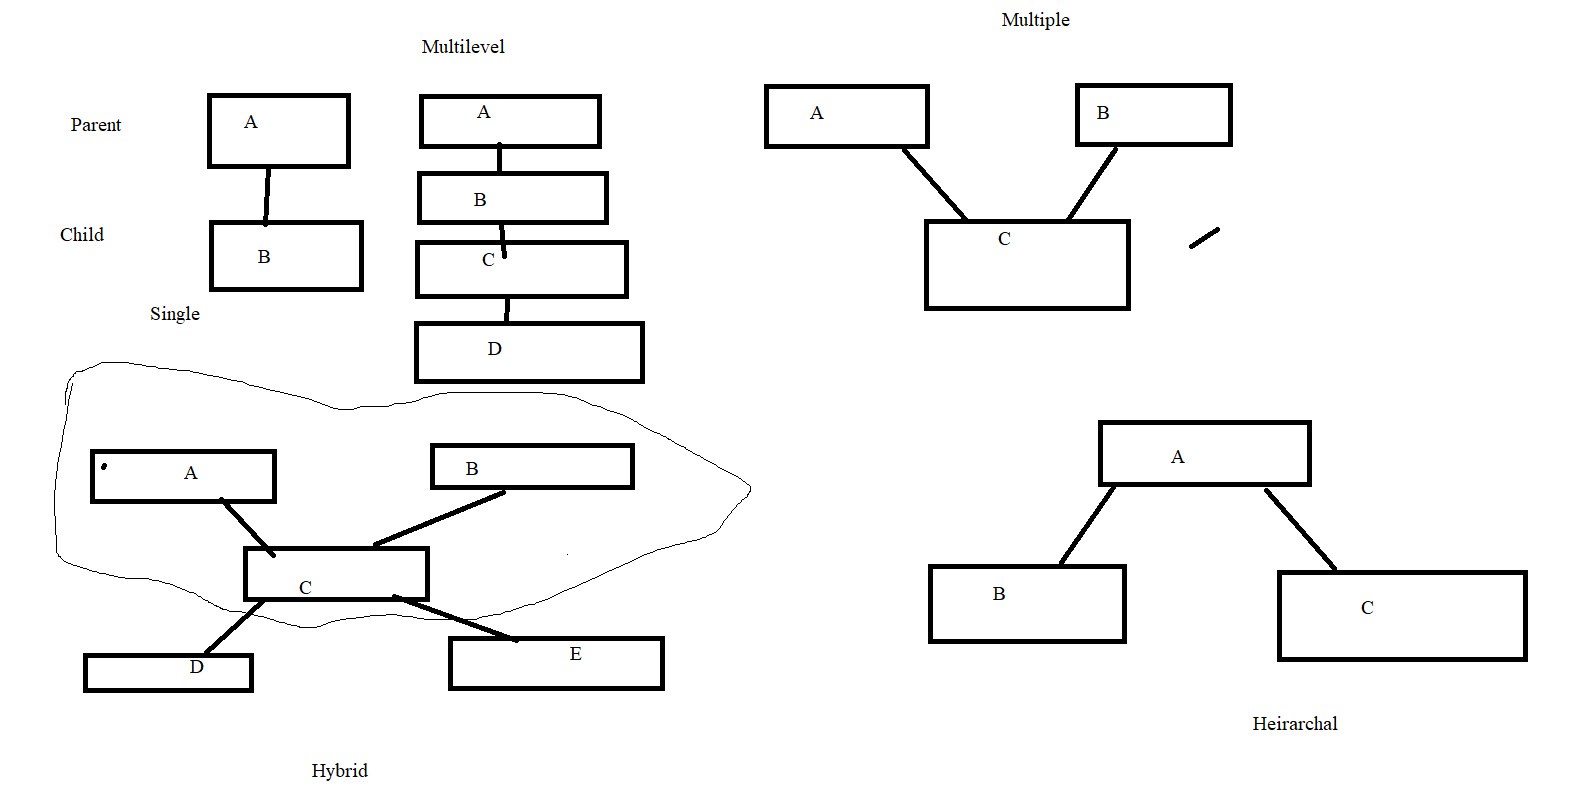 Multiple
Multilevel
A
A
A
B
Parent
B
Child
B
C
C
Single
D
A
B
A
C
B
C
D
E
Heirarchal
Hybrid